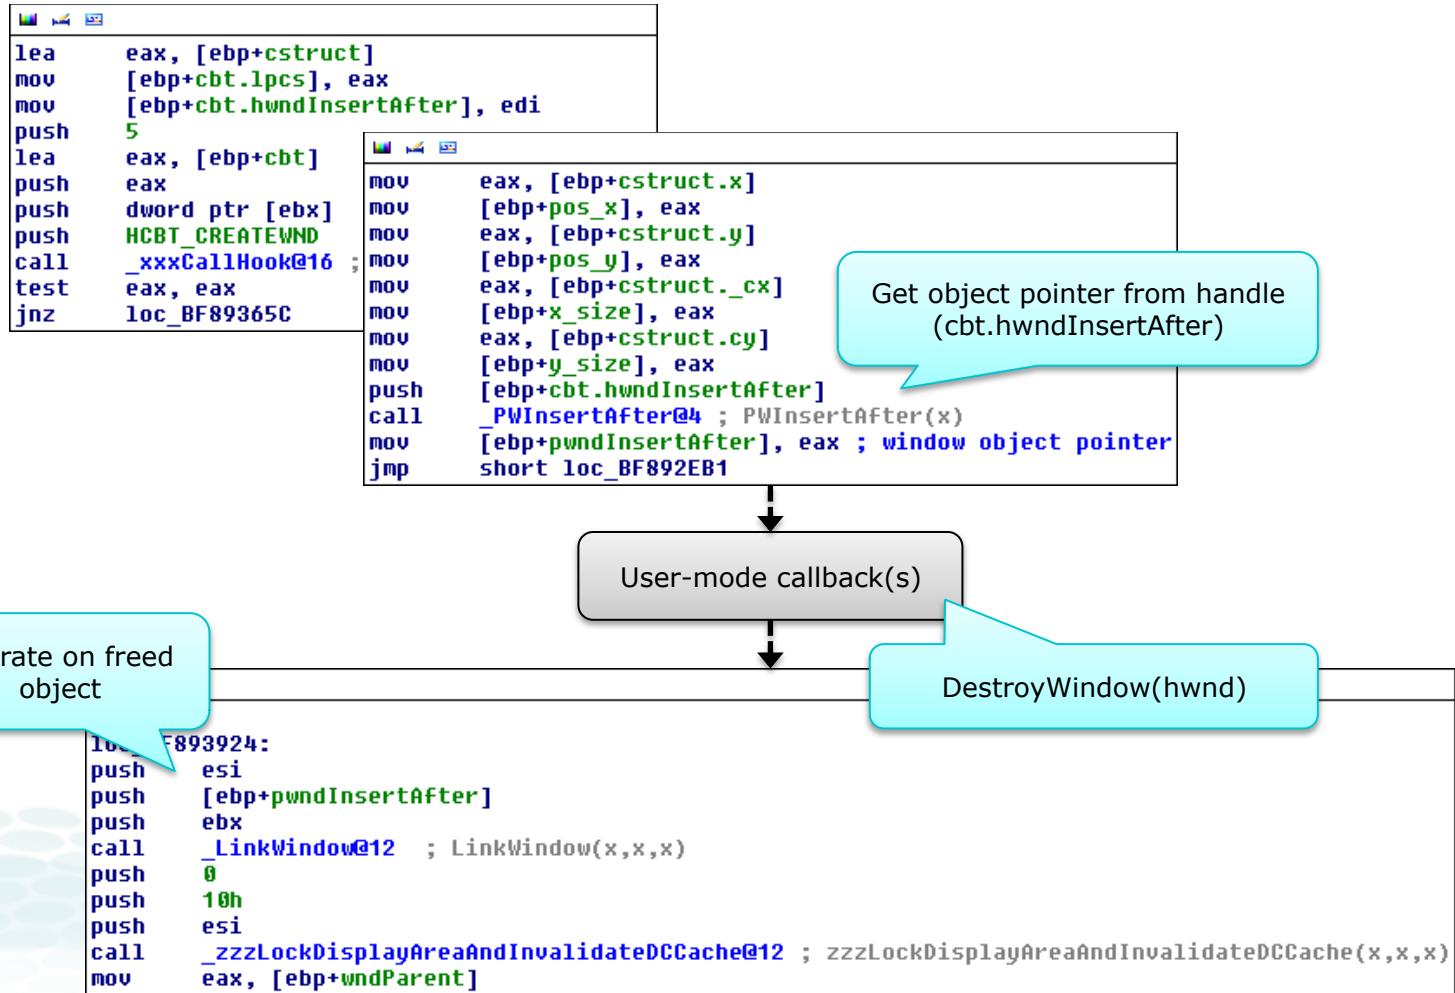 lea eax, [ebp+cstruct]
mov [ebp+cbt.lpcs], eax
mov [ebp+cbt.hwndInsertAfter], edi
push 5
lea eax, [ebp+cbt]
push eax
push dword ptr [ebx]
push HCBT_CREATEWND
call _xxxCallHook@16 ;
test eax, eax
jnz loc_BF89365C
mov eax, [ebp+cstruct.x]
mov [ebp+pos_x], eax
mov eax, [ebp+cstruct.y]
mov [ebp+pos_y], eax
mov eax, [ebp+cstruct._cx]
mov [ebp+x_size], eax
mov eax, [ebp+cstruct.cy]
mov [ebp+y_size], eax
push [ebp+cbt.hwndInsertAfter]
call _PWInsertAfter@4 ; PWInsertAfter(x)
mov [ebp+pwndInsertAfter], eax ; window object pointer
jmp short loc_BF892EB1
Get object pointer from handle
(cbt.hwndInsertAfter)
User-mode callback(s)
DestroyWindow(hwnd)
rate on freed
object
F893924:
push esi
push [ebp+pwndInsertAfter]
push ebx
call _LinkWindow@12 ; LinkWindow(x,x,x)
push 0
push 10h
push esi
call _zzzLockDisplayAreaAndInvalidateDCCache@12 ; zzzLockDisplayAreaAndInvalidateDCCache(x,x,x)
mov eax, [ebp+wndParent]